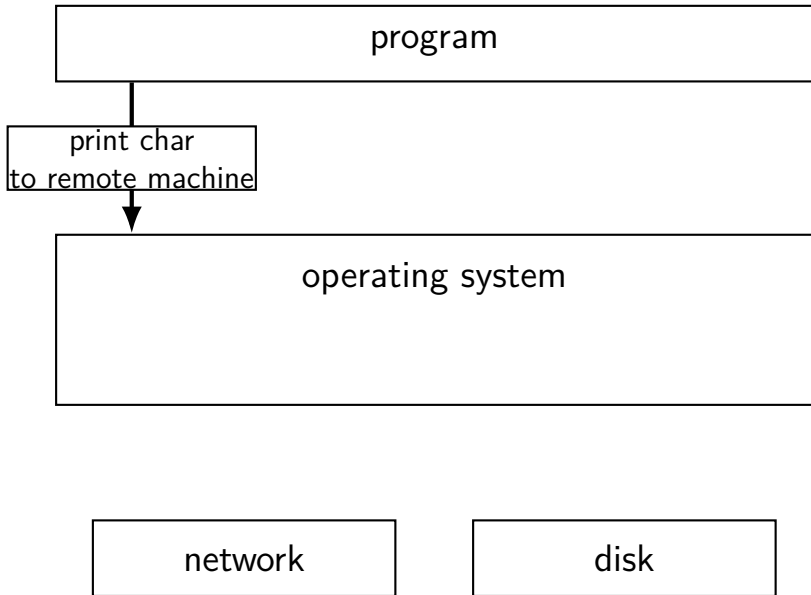 program
print char
to remote machine
operating system
network
disk